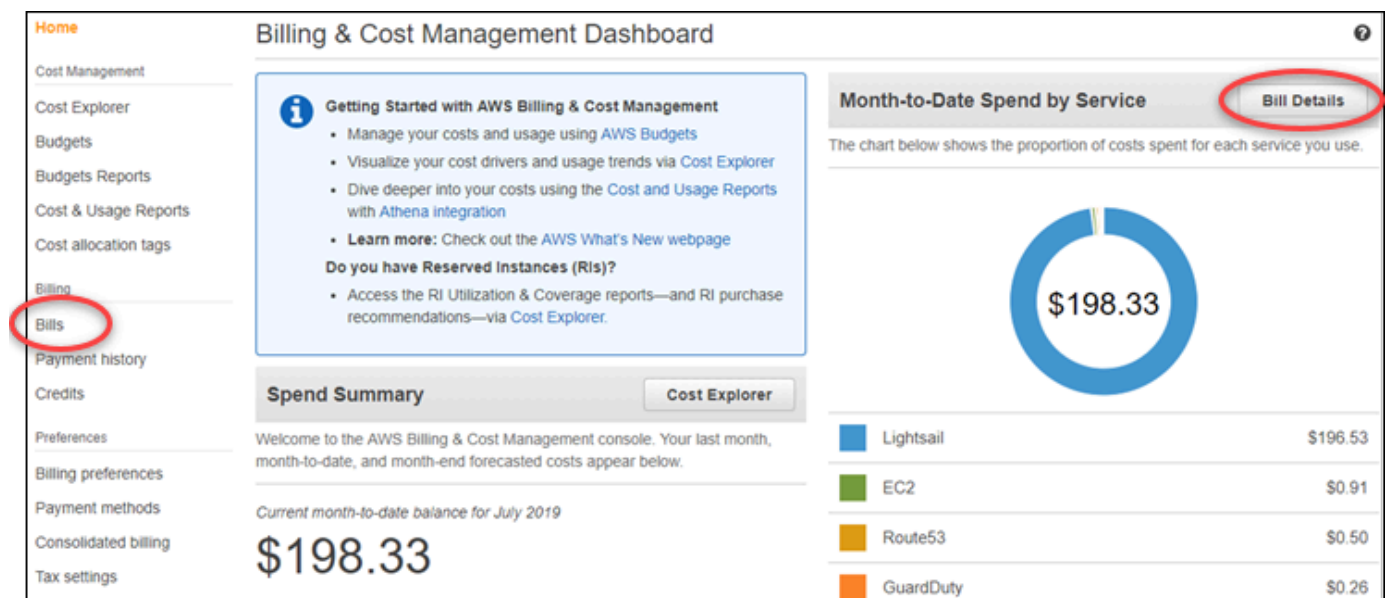 Home
Cost Management
Cost Explorer
Budgets
Budgets Reports
Cost & Usage Reports
Cost allocation tags
Billing
Bills
Payment history
Credits
Preferences
Billing preferences
Payment methods
Consolidated billing
Tax settings
Billing & Cost Management Dashboard
Getting Started with AWS Billing & Cost Management
• Manage your costs and usage using AWS Budgets
• Visualize your cost drivers and usage trends via Cost Explorer
• Dive deeper into your costs using the Cost and Usage Reports
with Athena integration
• Learn more: Check out the AWS What's New webpage
Do you have Reserved Instances (RIs)?
• Access the RI Utilization & Coverage reports—and RI purchase
recommendations—via Cost Explorer.
Spend Summary Cost Explorer
Welcome to the AWS Billing & Cost Management console. Your last month,
month-to-date, and month-end forecasted costs appear below.
Current month-to-date balance for July 2019
$198.33
Month-to-Date Spend by Service Bill Details
The chart below shows the proportion of costs spent for each service you use.
$198.33
Lightsail $196.53
EC2 $0.91
Route53 $0.50
GuardDuty $0.26